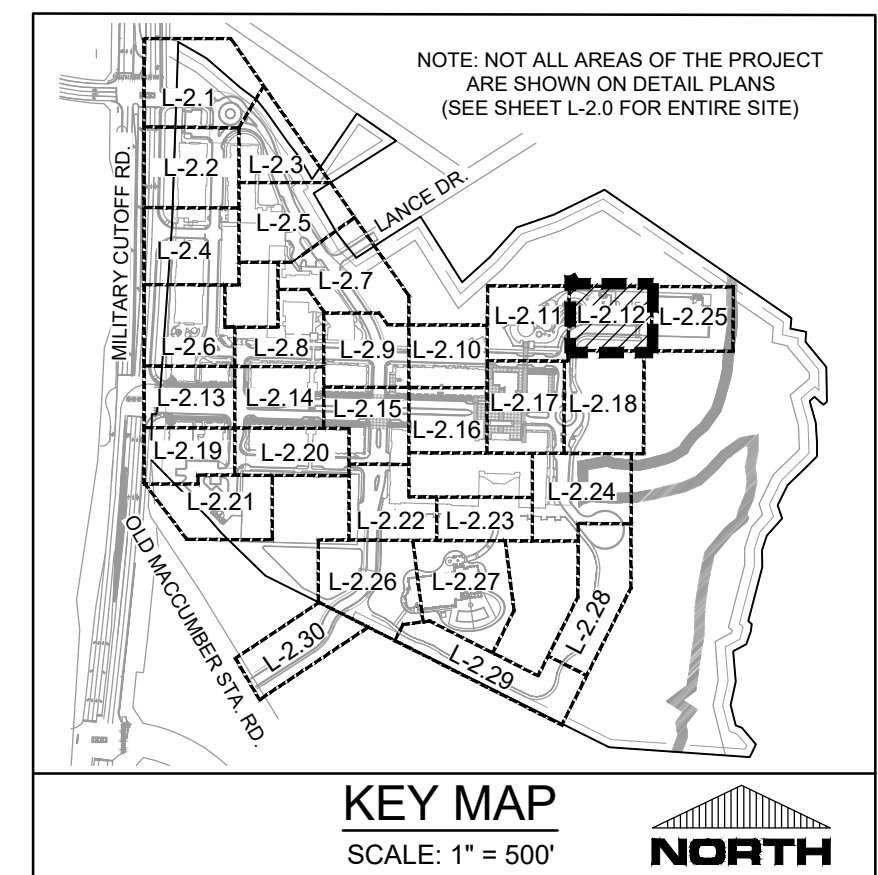 NOTE: NOT ALL AREAS OF THE PROJECT
ARE SHOWN ON DETAIL PLANS
(SEE SHEET L-2.0 FOR ENTIRE SITE)
MILITARY CUTOFF RD.
LANCE DR.
OLD MACCUMBER STA. RD.
L-2.1
L-2.2
L-2.3
L-2.4
L-2.5
L-2.6
L-2.7
L-2.8
L-2.9
L-2.10
L-2.11
L-2.12
L-2.25
L-2.13
L-2.14
L-2.15
L-2.16
L-2.17
L-2.18
L-2.19
L-2.20
L-2.21
L-2.22
L-2.23
L-2.24
L-2.26
L-2.27
L-2.28
L-2.29
L-2.30
KEY MAP
SCALE: 1" = 500'
NORTH